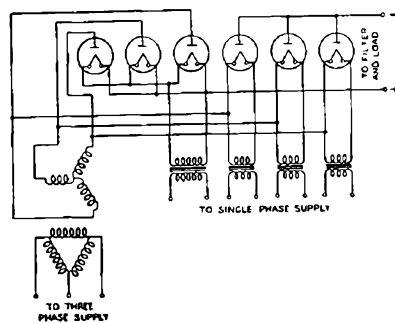 TO FILTER
AND LOAD
TO SINGLE PHASE SUPPLY
TO THREE
PHASE SUPPLY